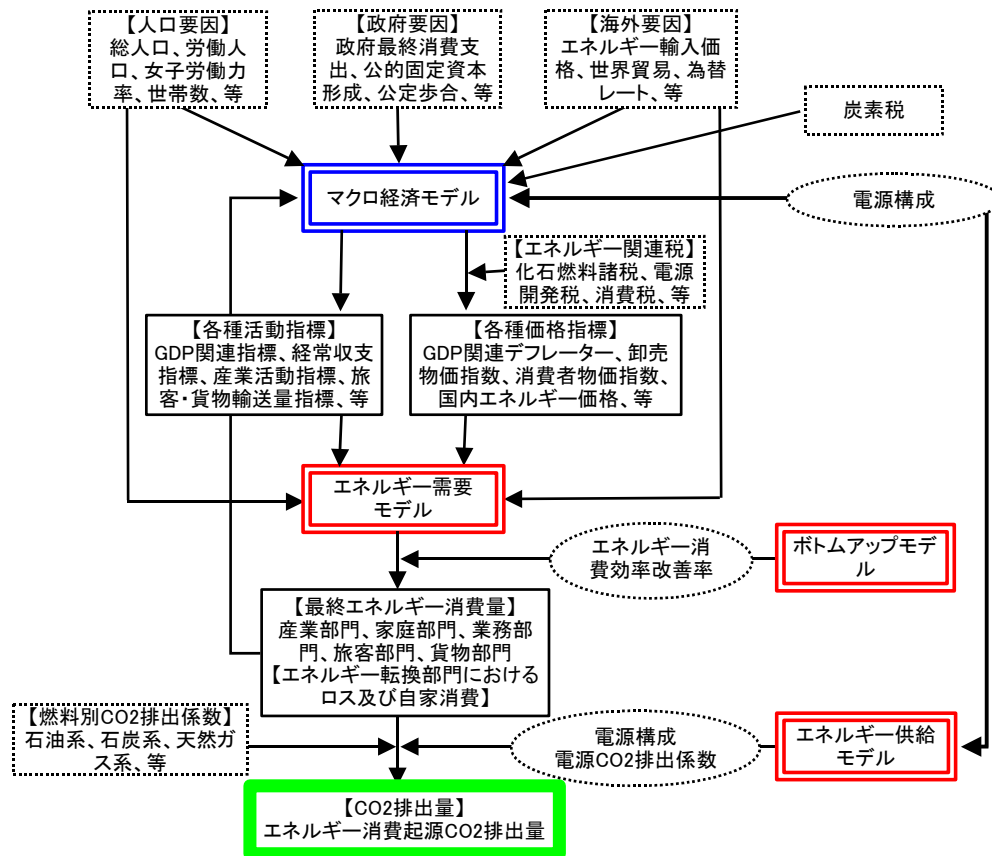 【人口要因】
総人口、労働人
口、女子労働力
率、世帯数、等
【政府要因】
政府最終消費支
出、公的固定資本
形成、公定歩合、等
【海外要因】
エネルギー輸入価
格、世界貿易、為替
レート、等
炭素税
マクロ経済モデル
電源構成
【エネルギー関連税】
化石燃料諸税、電源
開発税、消費税、等
【各種活動指標】
GDP関連指標、経常収支
指標、産業活動指標、旅
客・貨物輸送量指標、等
【各種価格指標】
GDP関連デフレーター、卸売
物価指数、消費者物価指数、
国内エネルギー価格、等
エネルギー需要
モデル
エネルギー消
費効率改善率
ボトムアップモデ
ル
【最終エネルギー消費量】
産業部門、家庭部門、業務部
門、旅客部門、貨物部門
【エネルギー転換部門における
ロス及び自家消費】
【燃料別CO2排出係数】
石油系、石炭系、天然ガ
ス系、等
電源構成
電源CO2排出係数
エネルギー供給
モデル
【CO2排出量】
エネルギー消費起源CO2排出量